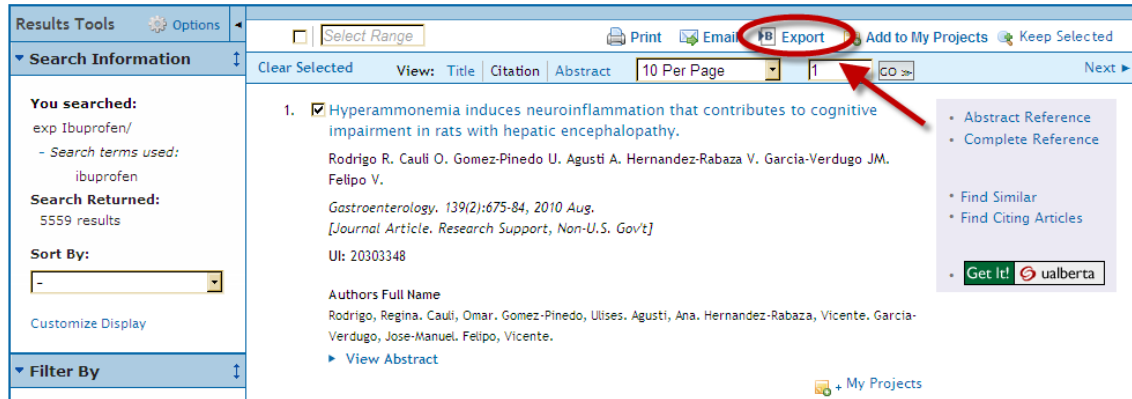 Results Tools Options
Select Range Print Email Export Add to My Projects Keep Selected
Search Information
Clear Selected View: Title Citation Abstract 10 Per Page 1 GO Next
You searched:
exp Ibuprofen/
- Search terms used:
ibuprofen
Search Returned:
5559 results
Sort By:
-
Customize Display
Filter By
1. Hyperammonemia induces neuroinflammation that contributes to cognitive
impairment in rats with hepatic encephalopathy.
Rodrigo R. Cauli O. Gomez-Pinedo U. Agusti A. Hernandez-Rabaza V. Garcia-Verdugo JM.
Felipo V.
Gastroenterology. 139(2):675-84, 2010 Aug.
[Journal Article. Research Support, Non-U.S. Gov't]
UI: 20303348
Authors Full Name
Rodrigo, Regina. Cauli, Omar. Gomez-Pinedo, Ulises. Agusti, Ana. Hernandez-Rabaza, Vicente. Garcia-
Verdugo, Jose-Manuel. Felipo, Vicente.
View Abstract
+ My Projects
Abstract Reference
Complete Reference
Find Similar
Find Citing Articles
Get It! ualberta